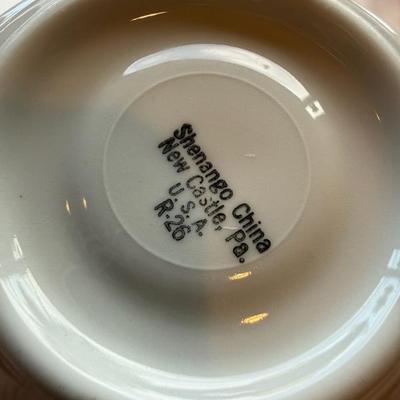 Shenango China
New Castle, Pa.
U.S.A.
R.26